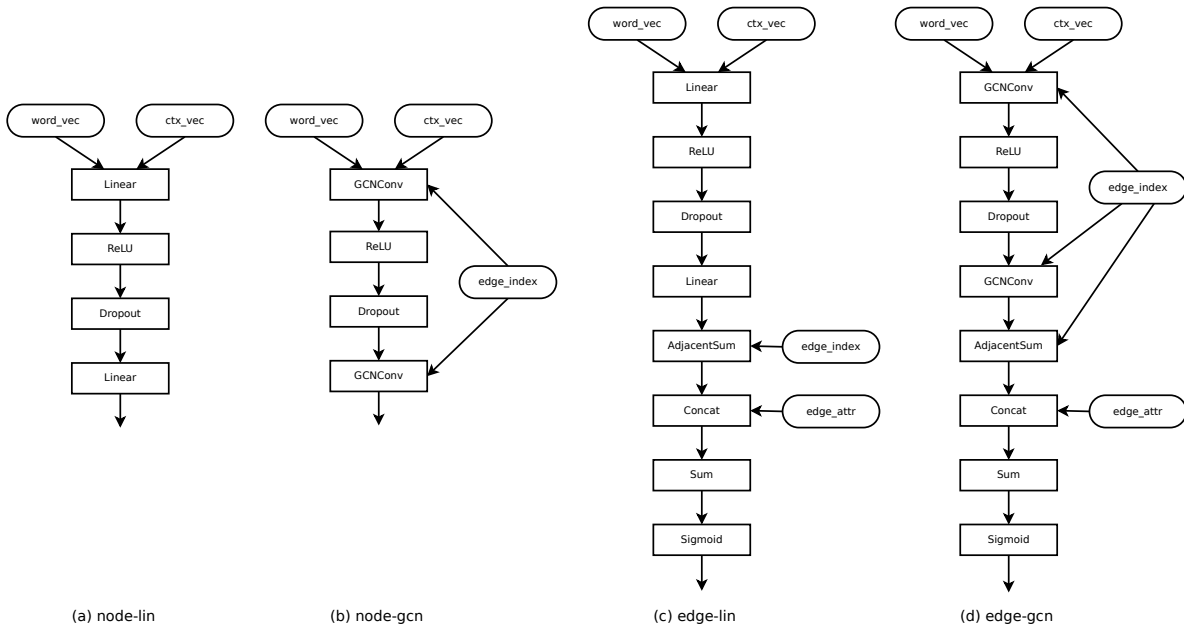 word_vec
ctx_vec
Linear
ReLU
Dropout
Linear
(a) node-lin
word_vec
ctx_vec
GCNConv
ReLU
edge_index
Dropout
GCNConv
(b) node-gcn
word_vec
ctx_vec
Linear
ReLU
Dropout
Linear
AdjacentSum
edge_index
Concat
edge_attr
Sum
Sigmoid
(c) edge-lin
word_vec
ctx_vec
GCNConv
ReLU
edge_index
Dropout
GCNConv
AdjacentSum
Concat
edge_attr
Sum
Sigmoid
(d) edge-gcn